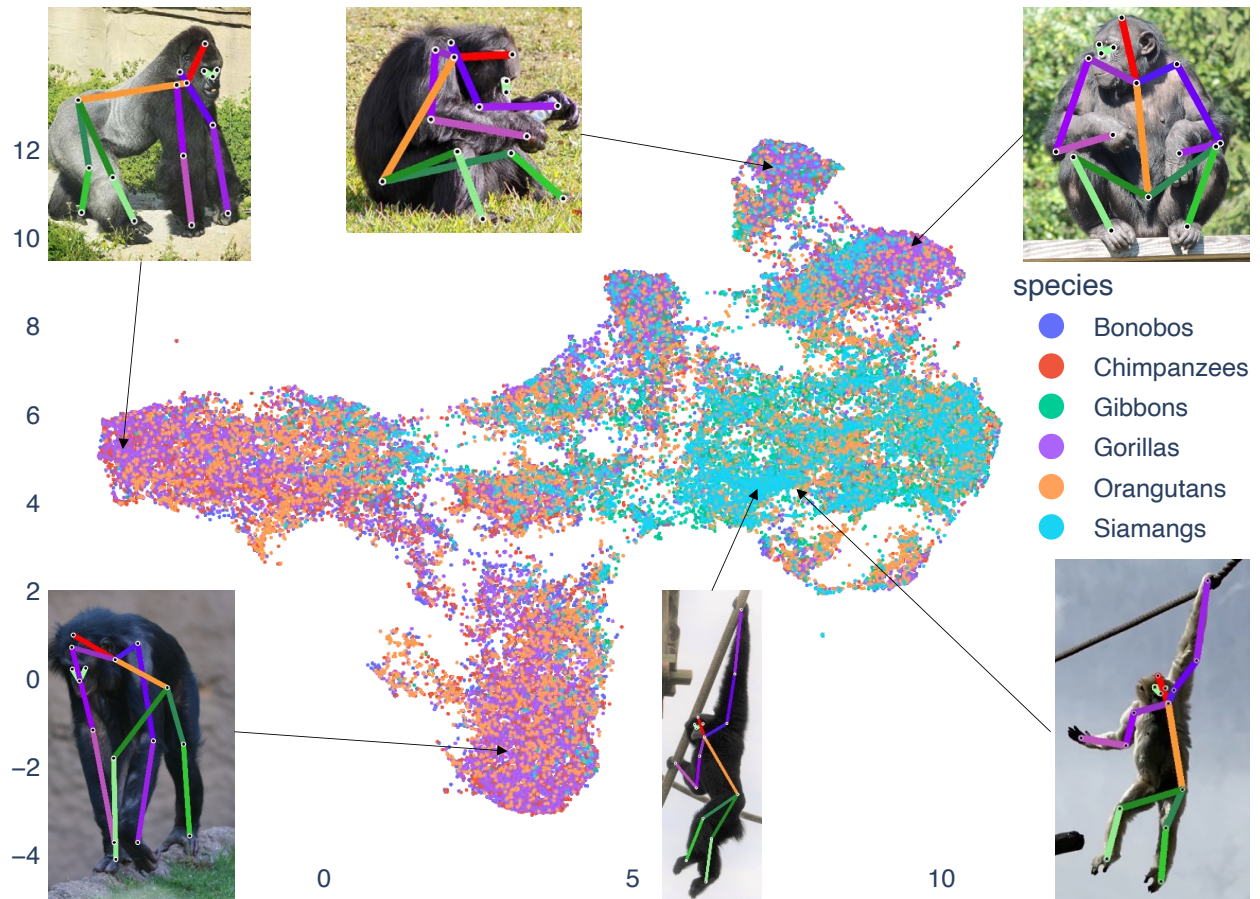 12
10
8
6
4
2
0
−2
−4
0
5
10
species
Bonobos
Chimpanzees
Gibbons
Gorillas
Orangutans
Siamangs